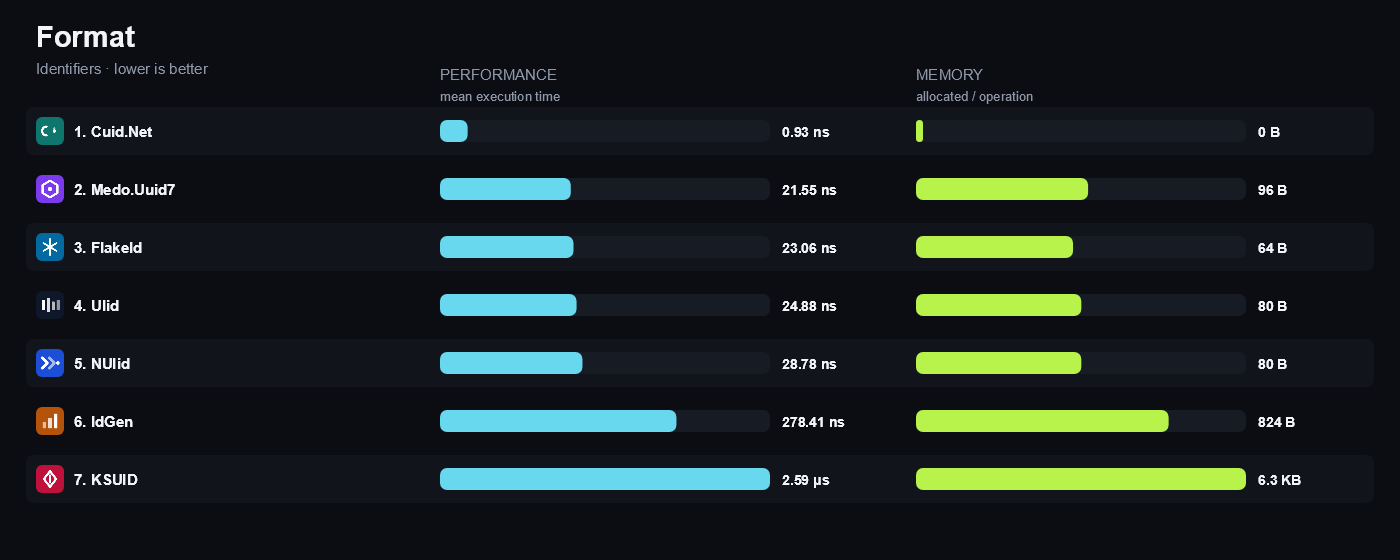 Format
Identifiers · lower is better
PERFORMANCE
mean execution time
MEMORY
allocated / operation
1. Cuid.Net 0.93 ns 0 B
2. Medo.Uuid7 21.55 ns 96 B
3. FlakeId 23.06 ns 64 B
4. Ulid 24.88 ns 80 B
5. NUlid 28.78 ns 80 B
6. IdGen 278.41 ns 824 B
7. KSUID 2.59 μs 6.3 KB